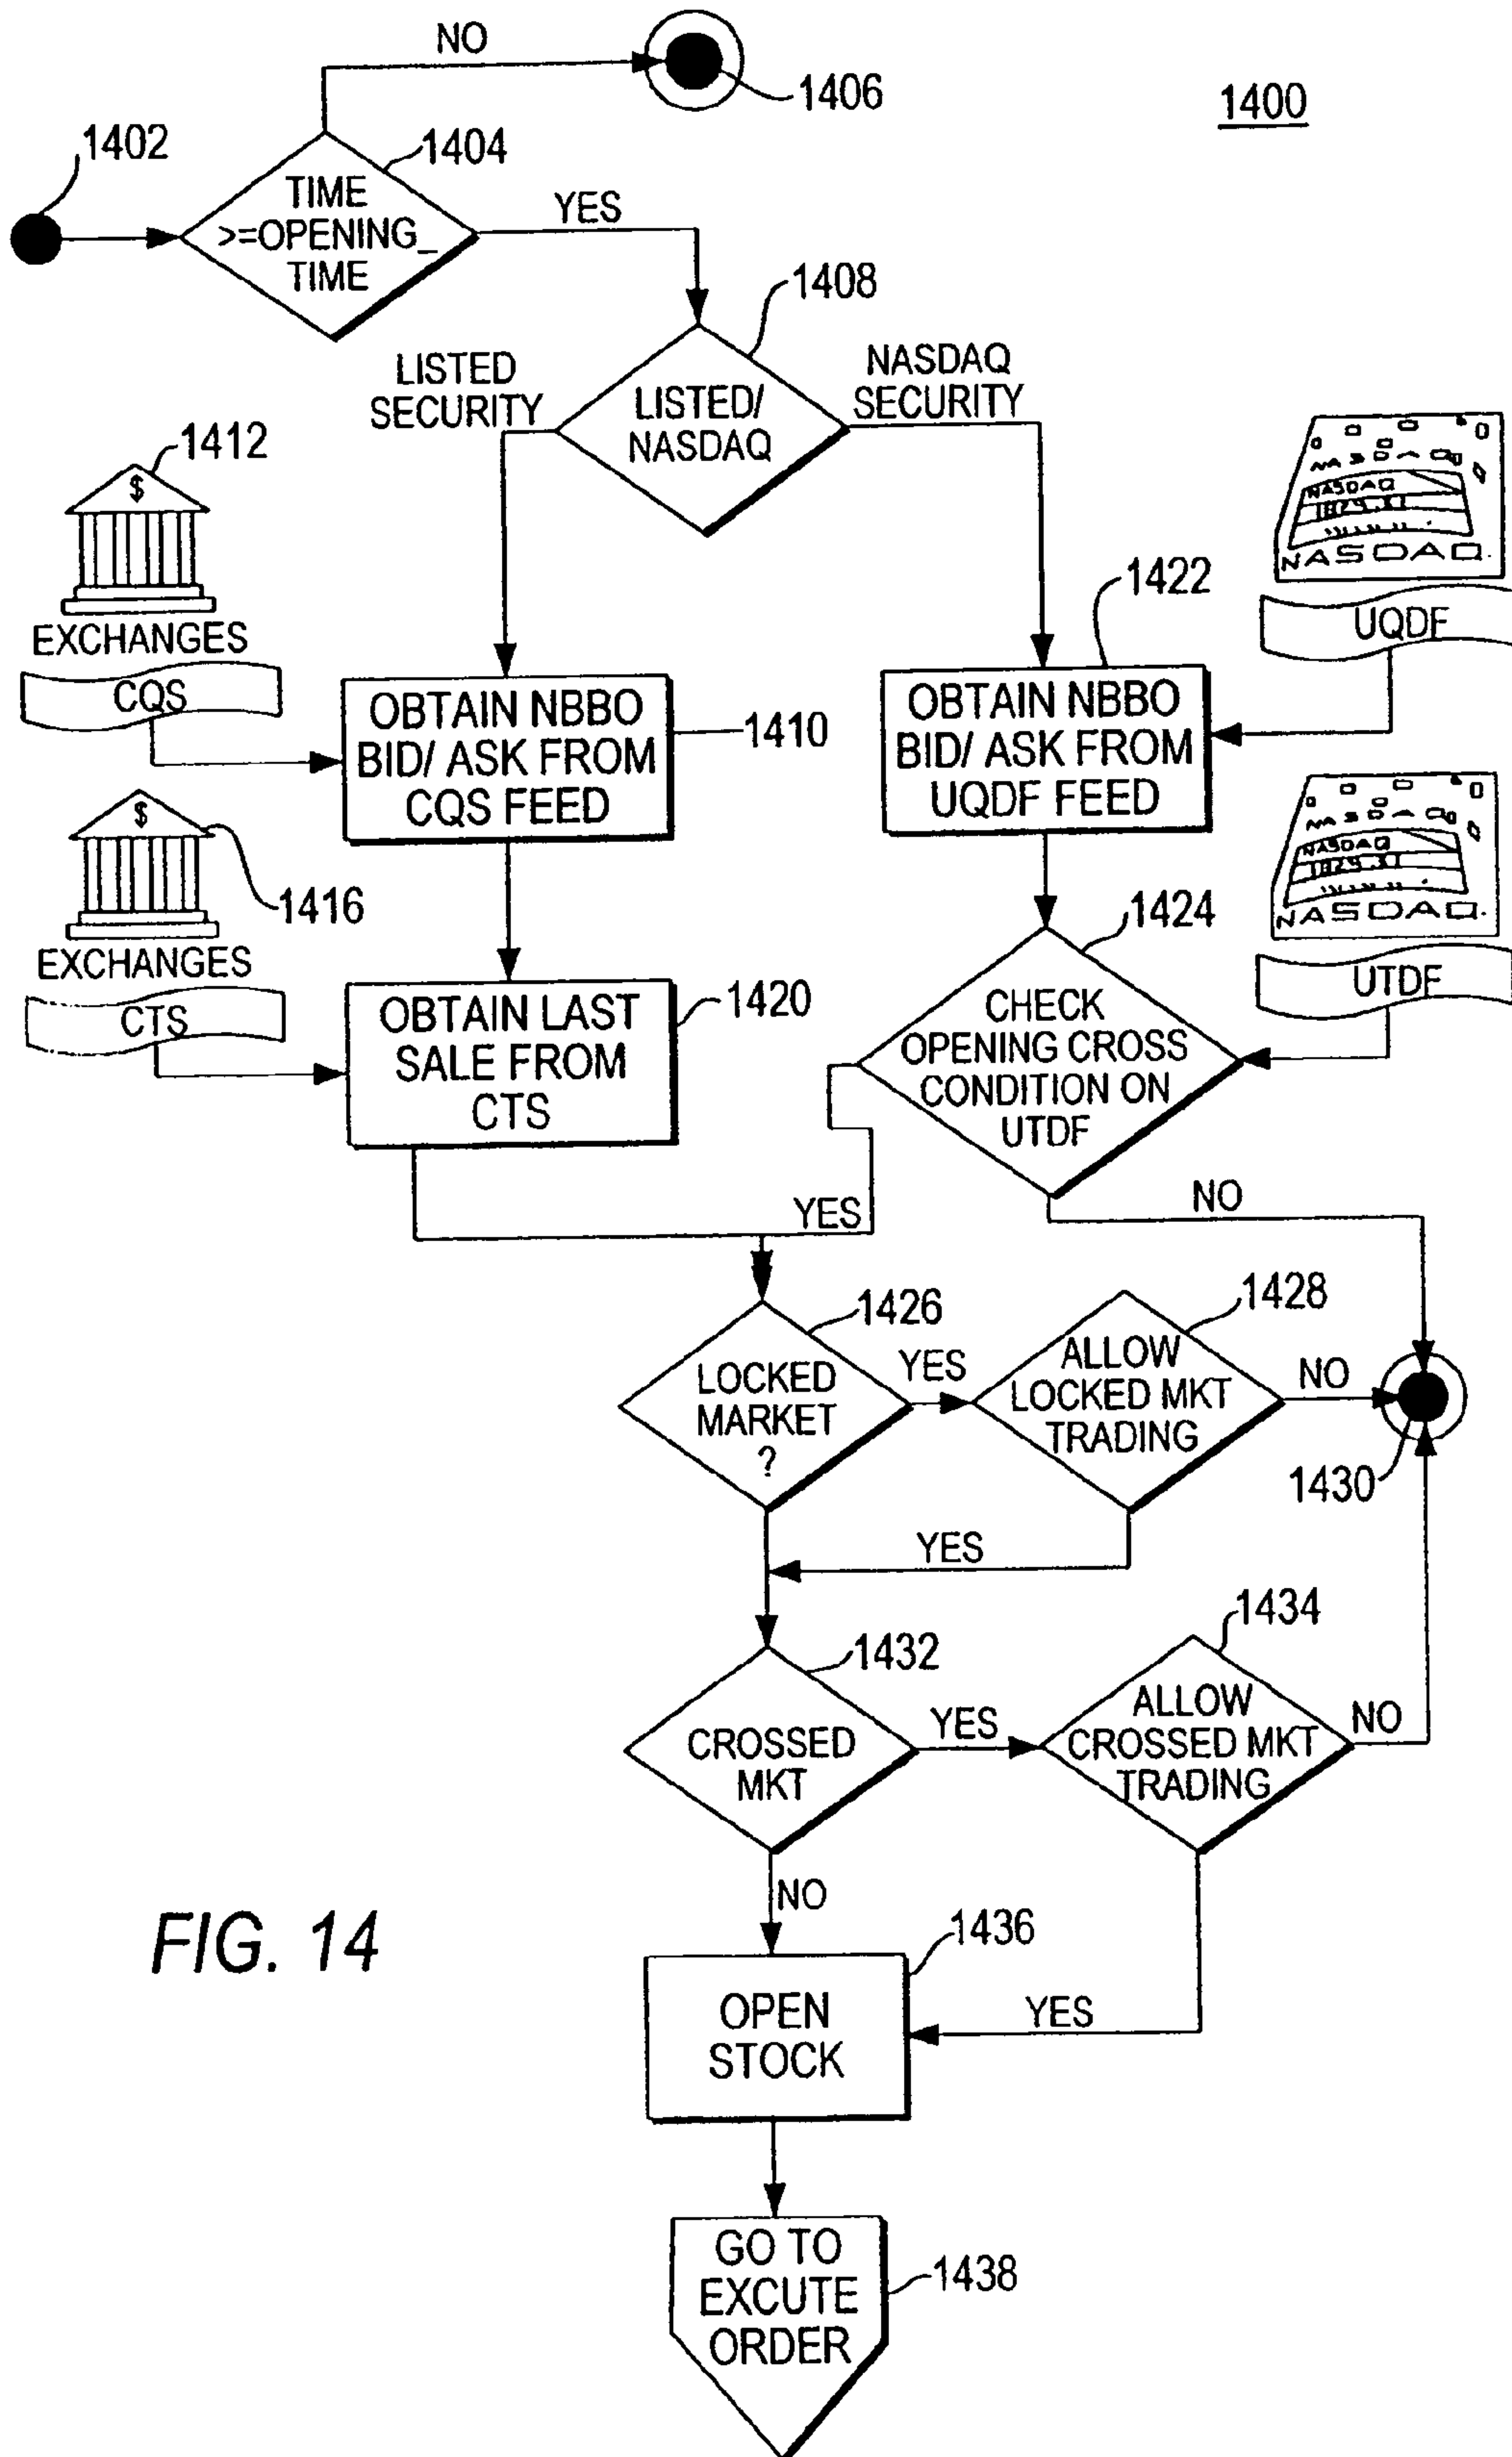 NO
1406
1400
1402
1404
TIME
>=OPENING_
TIME
YES
1408
LISTED
SECURITY
NASDAQ
SECURITY
LISTED/
NASDAQ
1412
$
EXCHANGES
CQS
NASDAQ
NASDAQ
UQDF
1422
OBTAIN NBBO
BID/ ASK FROM
CQS FEED
1410
OBTAIN NBBO
BID/ ASK FROM
UQDF FEED
$
1416
EXCHANGES
CTS
NASDAQ
NASDAQ
UTDF
1424
OBTAIN LAST
SALE FROM
CTS
1420
CHECK
OPENING CROSS
CONDITION ON
UTDF
YES
NO
1426
1428
LOCKED
MARKET
?
YES
ALLOW
LOCKED MKT
TRADING
NO
1430
YES
1432
1434
CROSSED
MKT
YES
ALLOW
CROSSED MKT
TRADING
NO
NO
FIG. 14
1436
OPEN
STOCK
YES
GO TO
EXCUTE
ORDER
1438